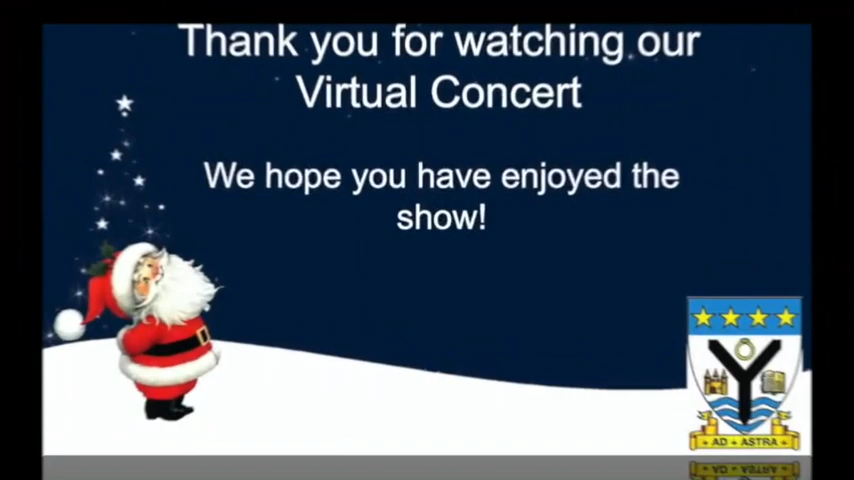 Thank you for watching our
Virtual Concert
We hope you have enjoyed the
show!
AD ASTRA